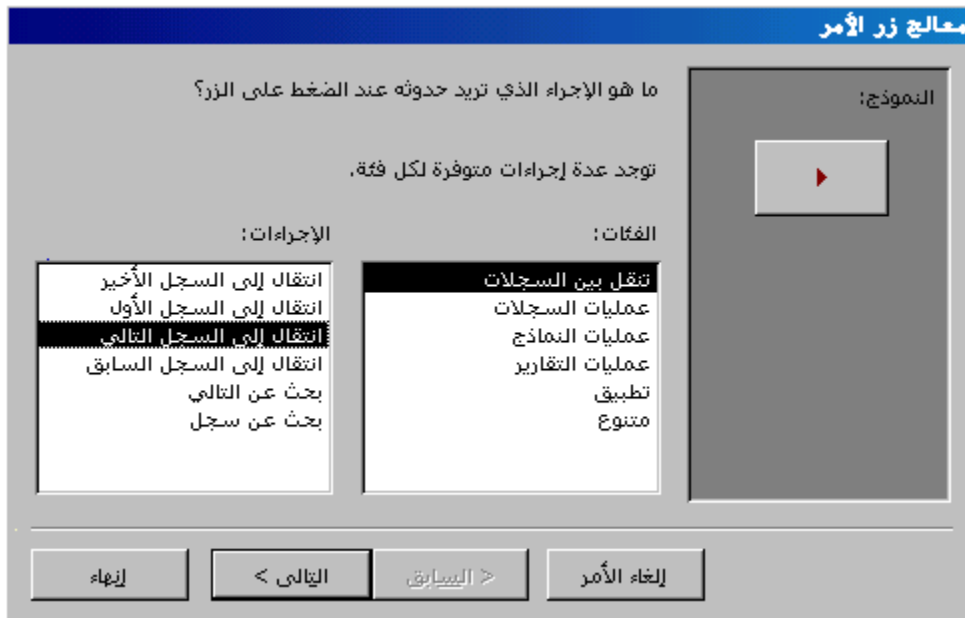 معالج زر الأمر
النموذج:
ما هو الإجراء الذي تريد حدوثه عند الضغط على الزر؟
توجد عدة إجراءات متوفرة لكل فئة.
الفئات:
تنقل بين السجلات
عمليات السجلات
عمليات النماذج
عمليات التقارير
تطبيق
متنوع
الإجراءات:
انتقال إلى السجل الأخير
انتقال إلى السجل الأول
انتقال إلى السجل التالي
انتقال إلى السجل السابق
بحث عن التالي
بحث عن سجل
إلغاء الأمر
< السابق
التالى >
إنهاء